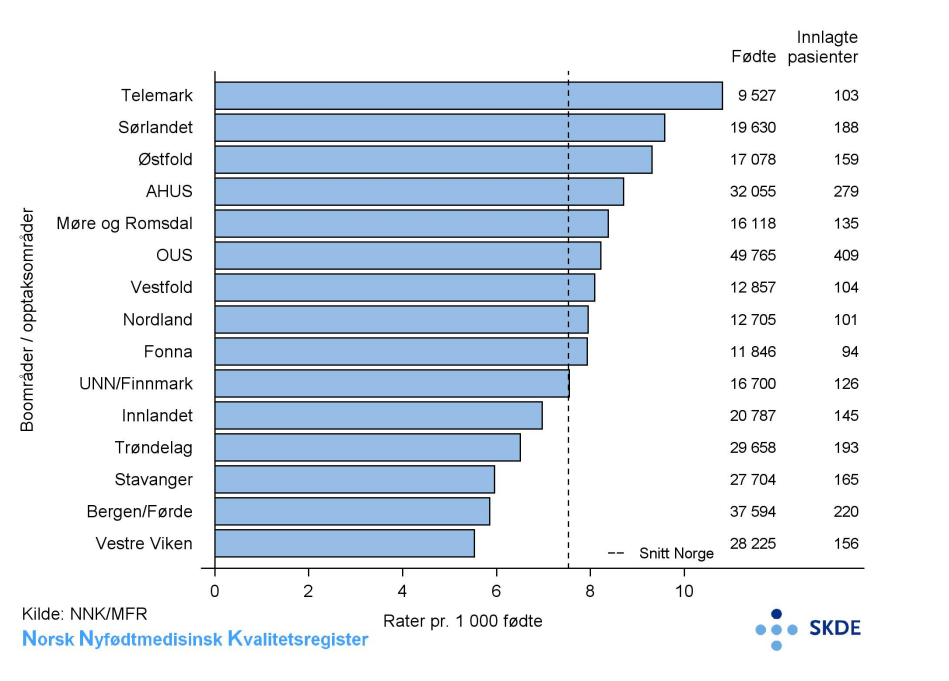 Innlagte
Fødte pasienter
Telemark 9 527 103
Sørlandet 19 630 188
Østfold 17 078 159
AHUS 32 055 279
Møre og Romsdal 16 118 135
OUS 49 765 409
Vestfold 12 857 104
Nordland 12 705 101
Fonna 11 846 94
UNN/Finnmark 16 700 126
Innlandet 20 787 145
Trøndelag 29 658 193
Stavanger 27 704 165
Bergen/Førde 37 594 220
Vestre Viken 28 225 156
Snitt Norge
Boområder / opptaksområder
0 2 4 6 8 10
Rater pr. 1 000 fødte
Kilde: NNK/MFR
Norsk Nyfødtmedisinsk Kvalitetsregister
SKDE